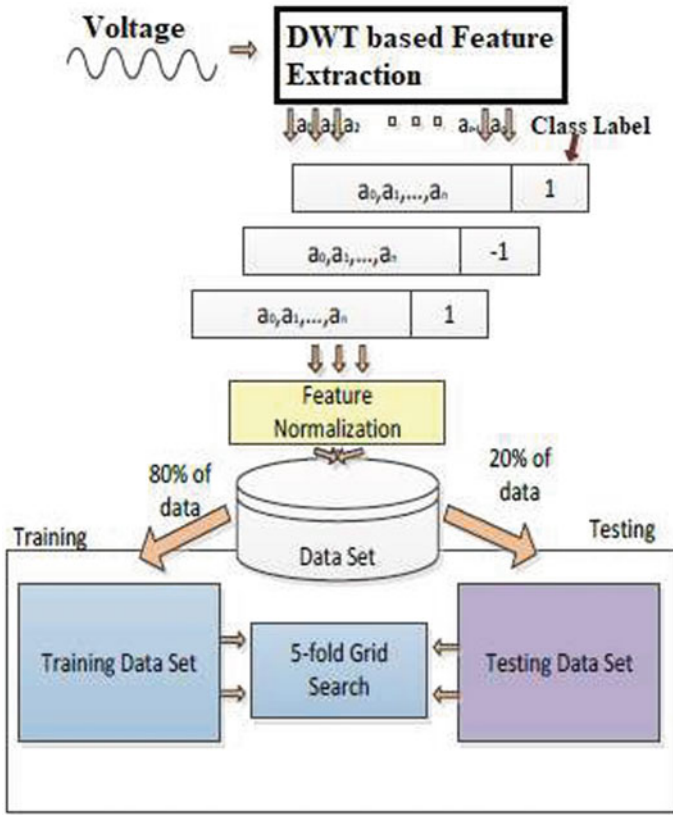 Voltage
DWT based Feature
Extraction
a₂ a
Class Label
a₀,a₁,...,aₙ 1
a₀,a₁,...,aₙ -1
a₀,a₁,...,aₙ 1
Feature
Normalization
80% of
data
20% of
data
Training
Testing
Data Set
Training Data Set
5-fold Grid
Search
Testing Data Set